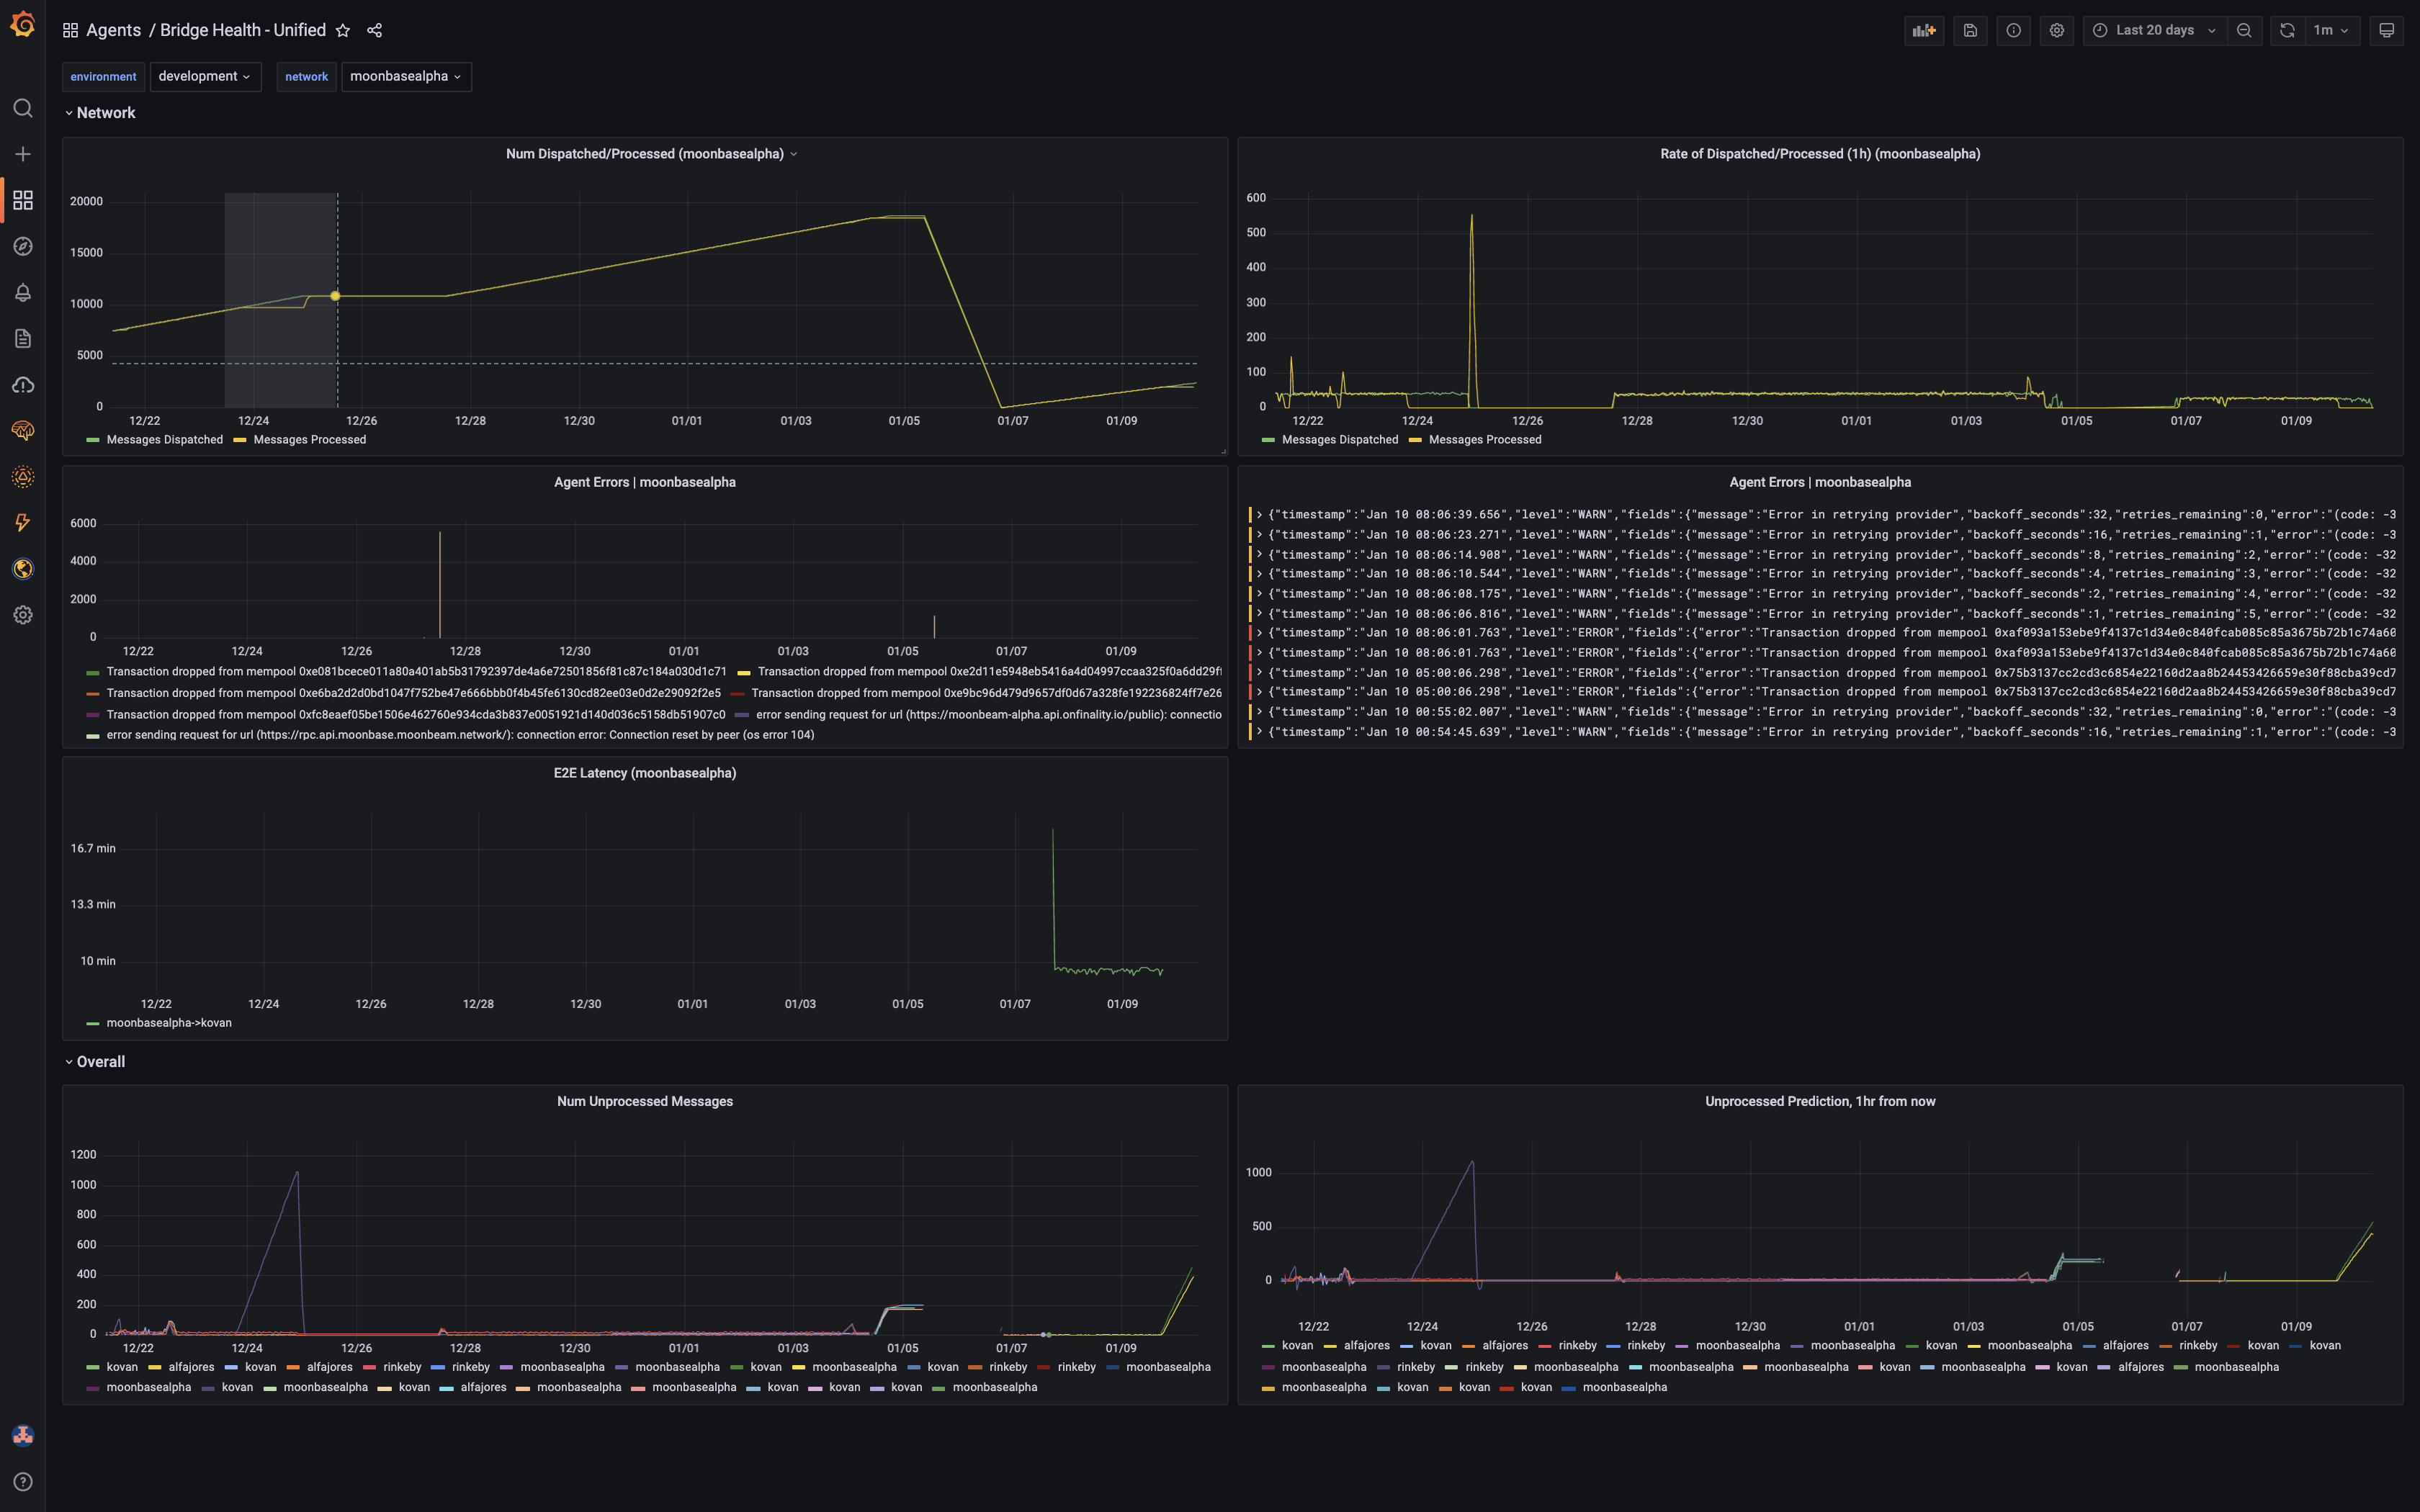 Agents / Bridge Health - Unified
Last 20 days
1m
environment development network moonbasealpha
Network
Num Dispatched/Processed (moonbasealpha)
20000
15000
10000
5000
0
12/22 12/24 12/26 12/28 12/30 01/01 01/03 01/05 01/07 01/09
Messages Dispatched Messages Processed
Rate of Dispatched/Processed (1h) (moonbasealpha)
600
500
400
300
200
100
0
12/22 12/24 12/26 12/28 12/30 01/01 01/03 01/05 01/07 01/09
Messages Dispatched Messages Processed
Agent Errors | moonbasealpha
6000
4000
2000
0
12/22 12/24 12/26 12/28 12/30 01/01 01/03 01/05 01/07 01/09
Transaction dropped from mempool 0xe081bcece011a80a401ab5b31792397de4a6e72501856f81c87c184a030d1c71 Transaction dropped from mempool 0xe2d11e5948eb5416a4d04997ccaa325f0a6dd29f
Transaction dropped from mempool 0xe6ba2d2d0bd1047f752be47e666bbb0f4b45fe6130cd82ee03e0d2e29092f2e5 Transaction dropped from mempool 0xe9bc96d479d9657df0d67a328fe192236824ff7e26
Transaction dropped from mempool 0xfc8eaef05be1506e462760e934cda3b837e0051921d140d036c5158db51907c0 error sending request for url (https://moonbeam-alpha.api.onfinality.io/public): connectio
error sending request for url (https://rpc.api.moonbase.moonbeam.network/): connection error: Connection reset by peer (os error 104)
Agent Errors | moonbasealpha
{"timestamp":"Jan 10 08:06:39.656","level":"WARN","fields":{"message":"Error in retrying provider","backoff_seconds":32,"retries_remaining":0,"error":"(code: -3
{"timestamp":"Jan 10 08:06:23.271","level":"WARN","fields":{"message":"Error in retrying provider","backoff_seconds":16,"retries_remaining":1,"error":"(code: -3
{"timestamp":"Jan 10 08:06:14.908","level":"WARN","fields":{"message":"Error in retrying provider","backoff_seconds":8,"retries_remaining":2,"error":"(code: -32
{"timestamp":"Jan 10 08:06:10.544","level":"WARN","fields":{"message":"Error in retrying provider","backoff_seconds":4,"retries_remaining":3,"error":"(code: -32
{"timestamp":"Jan 10 08:06:08.175","level":"WARN","fields":{"message":"Error in retrying provider","backoff_seconds":2,"retries_remaining":4,"error":"(code: -32
{"timestamp":"Jan 10 08:06:06.816","level":"WARN","fields":{"message":"Error in retrying provider","backoff_seconds":1,"retries_remaining":5,"error":"(code: -32
{"timestamp":"Jan 10 08:06:01.763","level":"ERROR","fields":{"error":"Transaction dropped from mempool 0xaf093a153ebe9f4137c1d34e0c840fcab085c85a3675b72b1c74a60
{"timestamp":"Jan 10 08:06:01.763","level":"ERROR","fields":{"error":"Transaction dropped from mempool 0xaf093a153ebe9f4137c1d34e0c840fcab085c85a3675b72b1c74a60
{"timestamp":"Jan 10 05:00:06.298","level":"ERROR","fields":{"error":"Transaction dropped from mempool 0x75b3137cc2cd3c6854e22160d2aa8b24453426659e30f88cba39cd7
{"timestamp":"Jan 10 05:00:06.298","level":"ERROR","fields":{"error":"Transaction dropped from mempool 0x75b3137cc2cd3c6854e22160d2aa8b24453426659e30f88cba39cd7
{"timestamp":"Jan 10 00:55:02.007","level":"WARN","fields":{"message":"Error in retrying provider","backoff_seconds":32,"retries_remaining":0,"error":"(code: -3
{"timestamp":"Jan 10 00:54:45.639","level":"WARN","fields":{"message":"Error in retrying provider","backoff_seconds":16,"retries_remaining":1,"error":"(code: -3
E2E Latency (moonbasealpha)
16.7 min
13.3 min
10 min
12/22 12/24 12/26 12/28 12/30 01/01 01/03 01/05 01/07 01/09
moonbasealpha->kovan
Overall
Num Unprocessed Messages
1200
1000
800
600
400
200
0
12/22 12/24 12/26 12/28 12/30 01/01 01/03 01/05 01/07 01/09
kovan alfajores kovan alfajores rinkeby rinkeby moonbasealpha moonbasealpha kovan moonbasealpha kovan rinkeby rinkeby moonbasealpha
moonbasealpha kovan moonbasealpha kovan alfajores moonbasealpha moonbasealpha kovan kovan kovan moonbasealpha
Unprocessed Prediction, 1hr from now
1000
500
0
12/22 12/24 12/26 12/28 12/30 01/01 01/03 01/05 01/07 01/09
kovan alfajores kovan alfajores rinkeby rinkeby moonbasealpha moonbasealpha kovan moonbasealpha alfajores rinkeby kovan kovan
moonbasealpha rinkeby rinkeby moonbasealpha moonbasealpha moonbasealpha kovan moonbasealpha kovan alfajores moonbasealpha
moonbasealpha kovan kovan kovan moonbasealpha